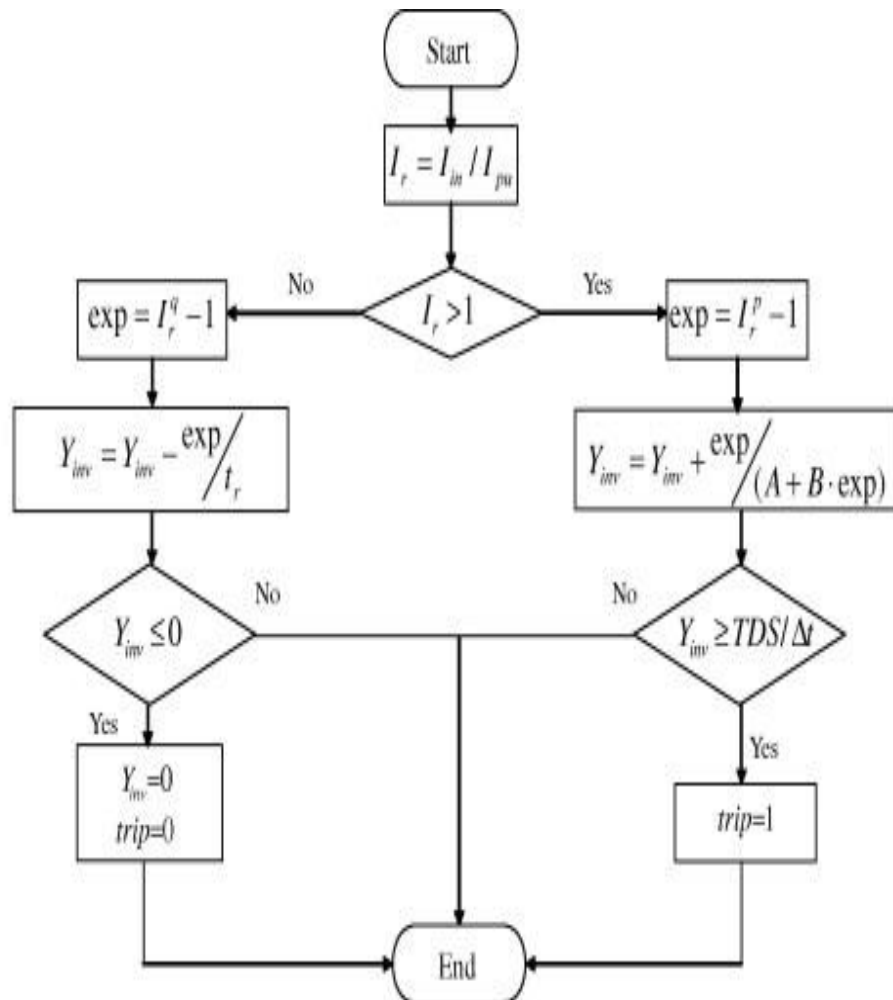 Start
I_r = I_in / I_pu
No
Yes
I_r >1
exp = I_r^q −1
exp = I_r^p −1
Y_inv = Y_inv − exp/t_r
Y_inv = Y_inv + exp/(A + B · exp)
No
No
Y_inv ≤ 0
Y_inv ≥ TDS/Δt
Yes
Yes
Y_inv=0
trip=0
trip=1
End